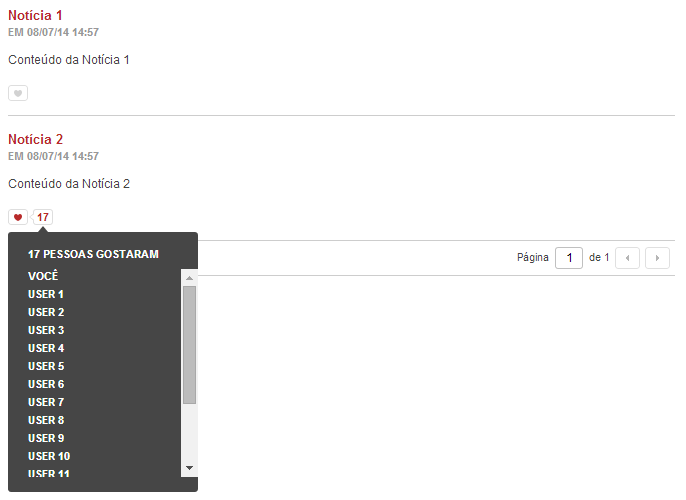 Notícia 1
EM 08/07/14 14:57
Conteúdo da Notícia 1
Notícia 2
EM 08/07/14 14:57
Conteúdo da Notícia 2
17
17 PESSOAS GOSTARAM
Página 1 de 1
VOCÊ
USER 1
USER 2
USER 3
USER 4
USER 5
USER 6
USER 7
USER 8
USER 9
USER 10
USER 11